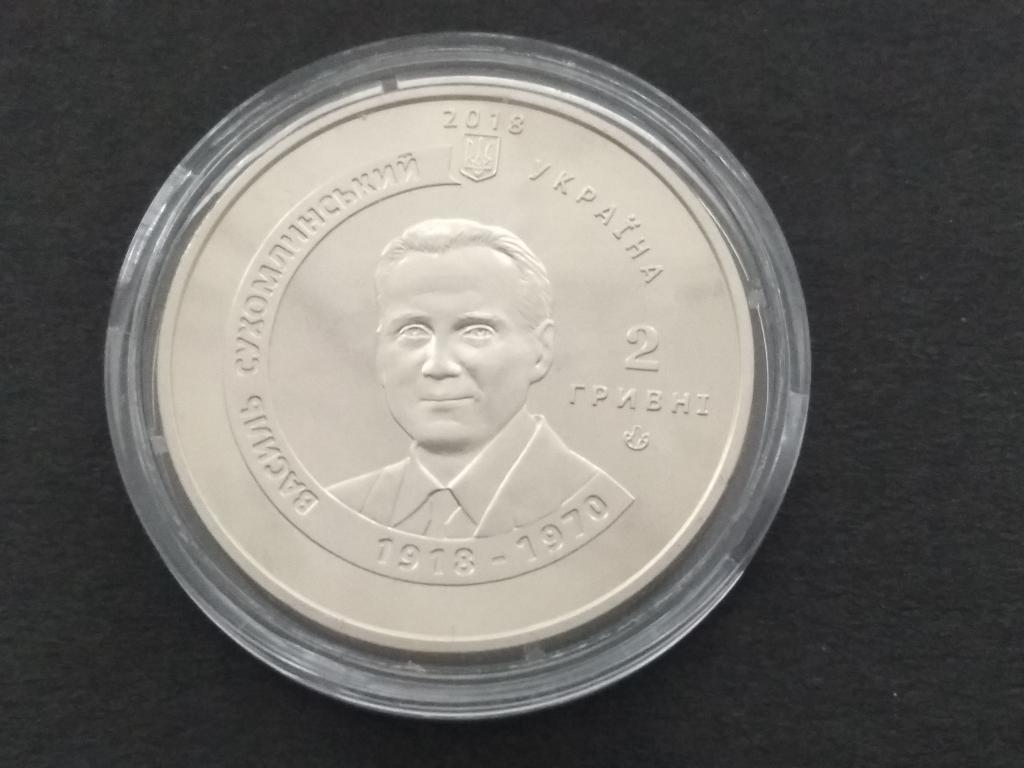 2018
УКРАЇНА
ВАСИЛЬ СУХОМЛИНСЬКИЙ
2
ГРИВНІ
1918 - 1970